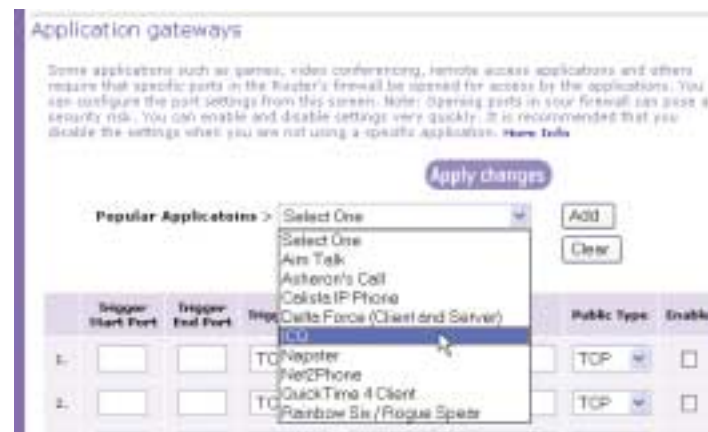 Application gateways
Some applications such as games, video conferencing, remote access applications and others
require that specific ports in the Router's firewall be opened for access by the applications. You
can configure the port settings from this screen. Note: Opening ports in your firewall can pose a
security risk. You can enable and disable settings very quickly. It is recommended that you
disable the settings when you are not using a specific application. More Info
Apply changes
Popular Applicatoins > Select One Add
Select One
Clear
Aim Talk
Asheron's Call
Calista IP Phone
Trigger Start Port Trigger End Port Public Type
Delta Force (Client and Server)
ICQ
1. TCP
Napster
Net2Phone
QuickTime 4 Client
2. TCP
Rainbow Six / Rogue Spear